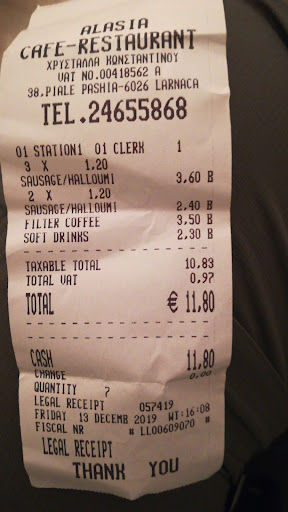 ALASIA
CAFE-RESTAURANT
ΧΡΥΣΤΑΛΛΑ ΚΩΝΣΤΑΝΤΙΝΟΥ
VAT NO.00418562 A
38,PIALE PASHIA-6026 LARNACA
TEL.24655868
01 STATION1 01 CLERK 1
3 X 1.20
SAUSAGE/HALLOUMI 3.60 B
2 X 1.20
SAUSAGE/HALLOUMI 2.40 B
FILTER COFFEE 3.50 B
SOFT DRINKS 2.30 B
TAXABLE TOTAL 10.83
TOTAL VAT 0.97
TOTAL € 11.80
CASH 11.80
CHANGE 0.00
QUANTITY 7
LEGAL RECEIPT 057419
FRIDAY 13 DECEMB 2019 WT:16:08
FISCAL NR # LL00609070 #
LEGAL RECEIPT
THANK YOU